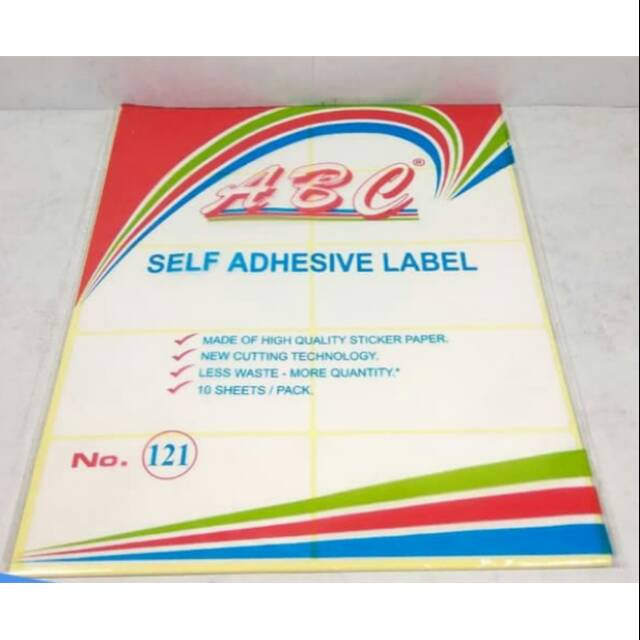 ABC®
SELF ADHESIVE LABEL
MADE OF HIGH QUALITY STICKER PAPER.
NEW CUTTING TECHNOLOGY.
LESS WASTE - MORE QUANTITY.*
10 SHEETS / PACK.
No. 121